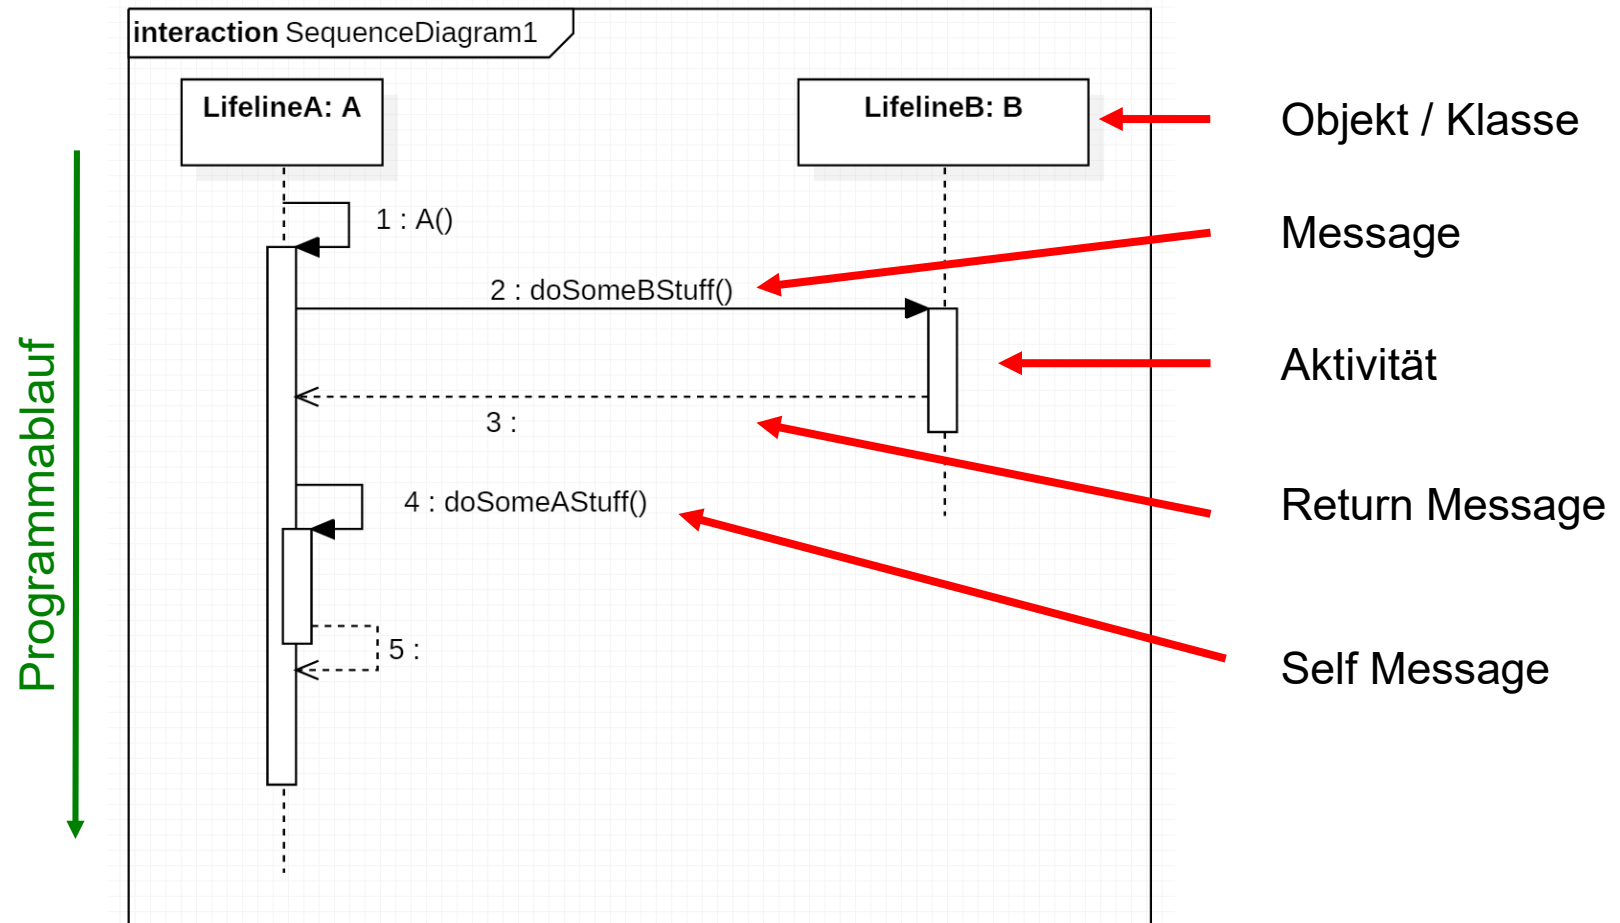 interaction SequenceDiagram1
LifelineA: A
LifelineB: B
Objekt / Klasse
1 : A()
Message
2 : doSomeBStuff()
Aktivität
3 :
4 : doSomeAStuff()
Return Message
5 :
Self Message
Programmablauf